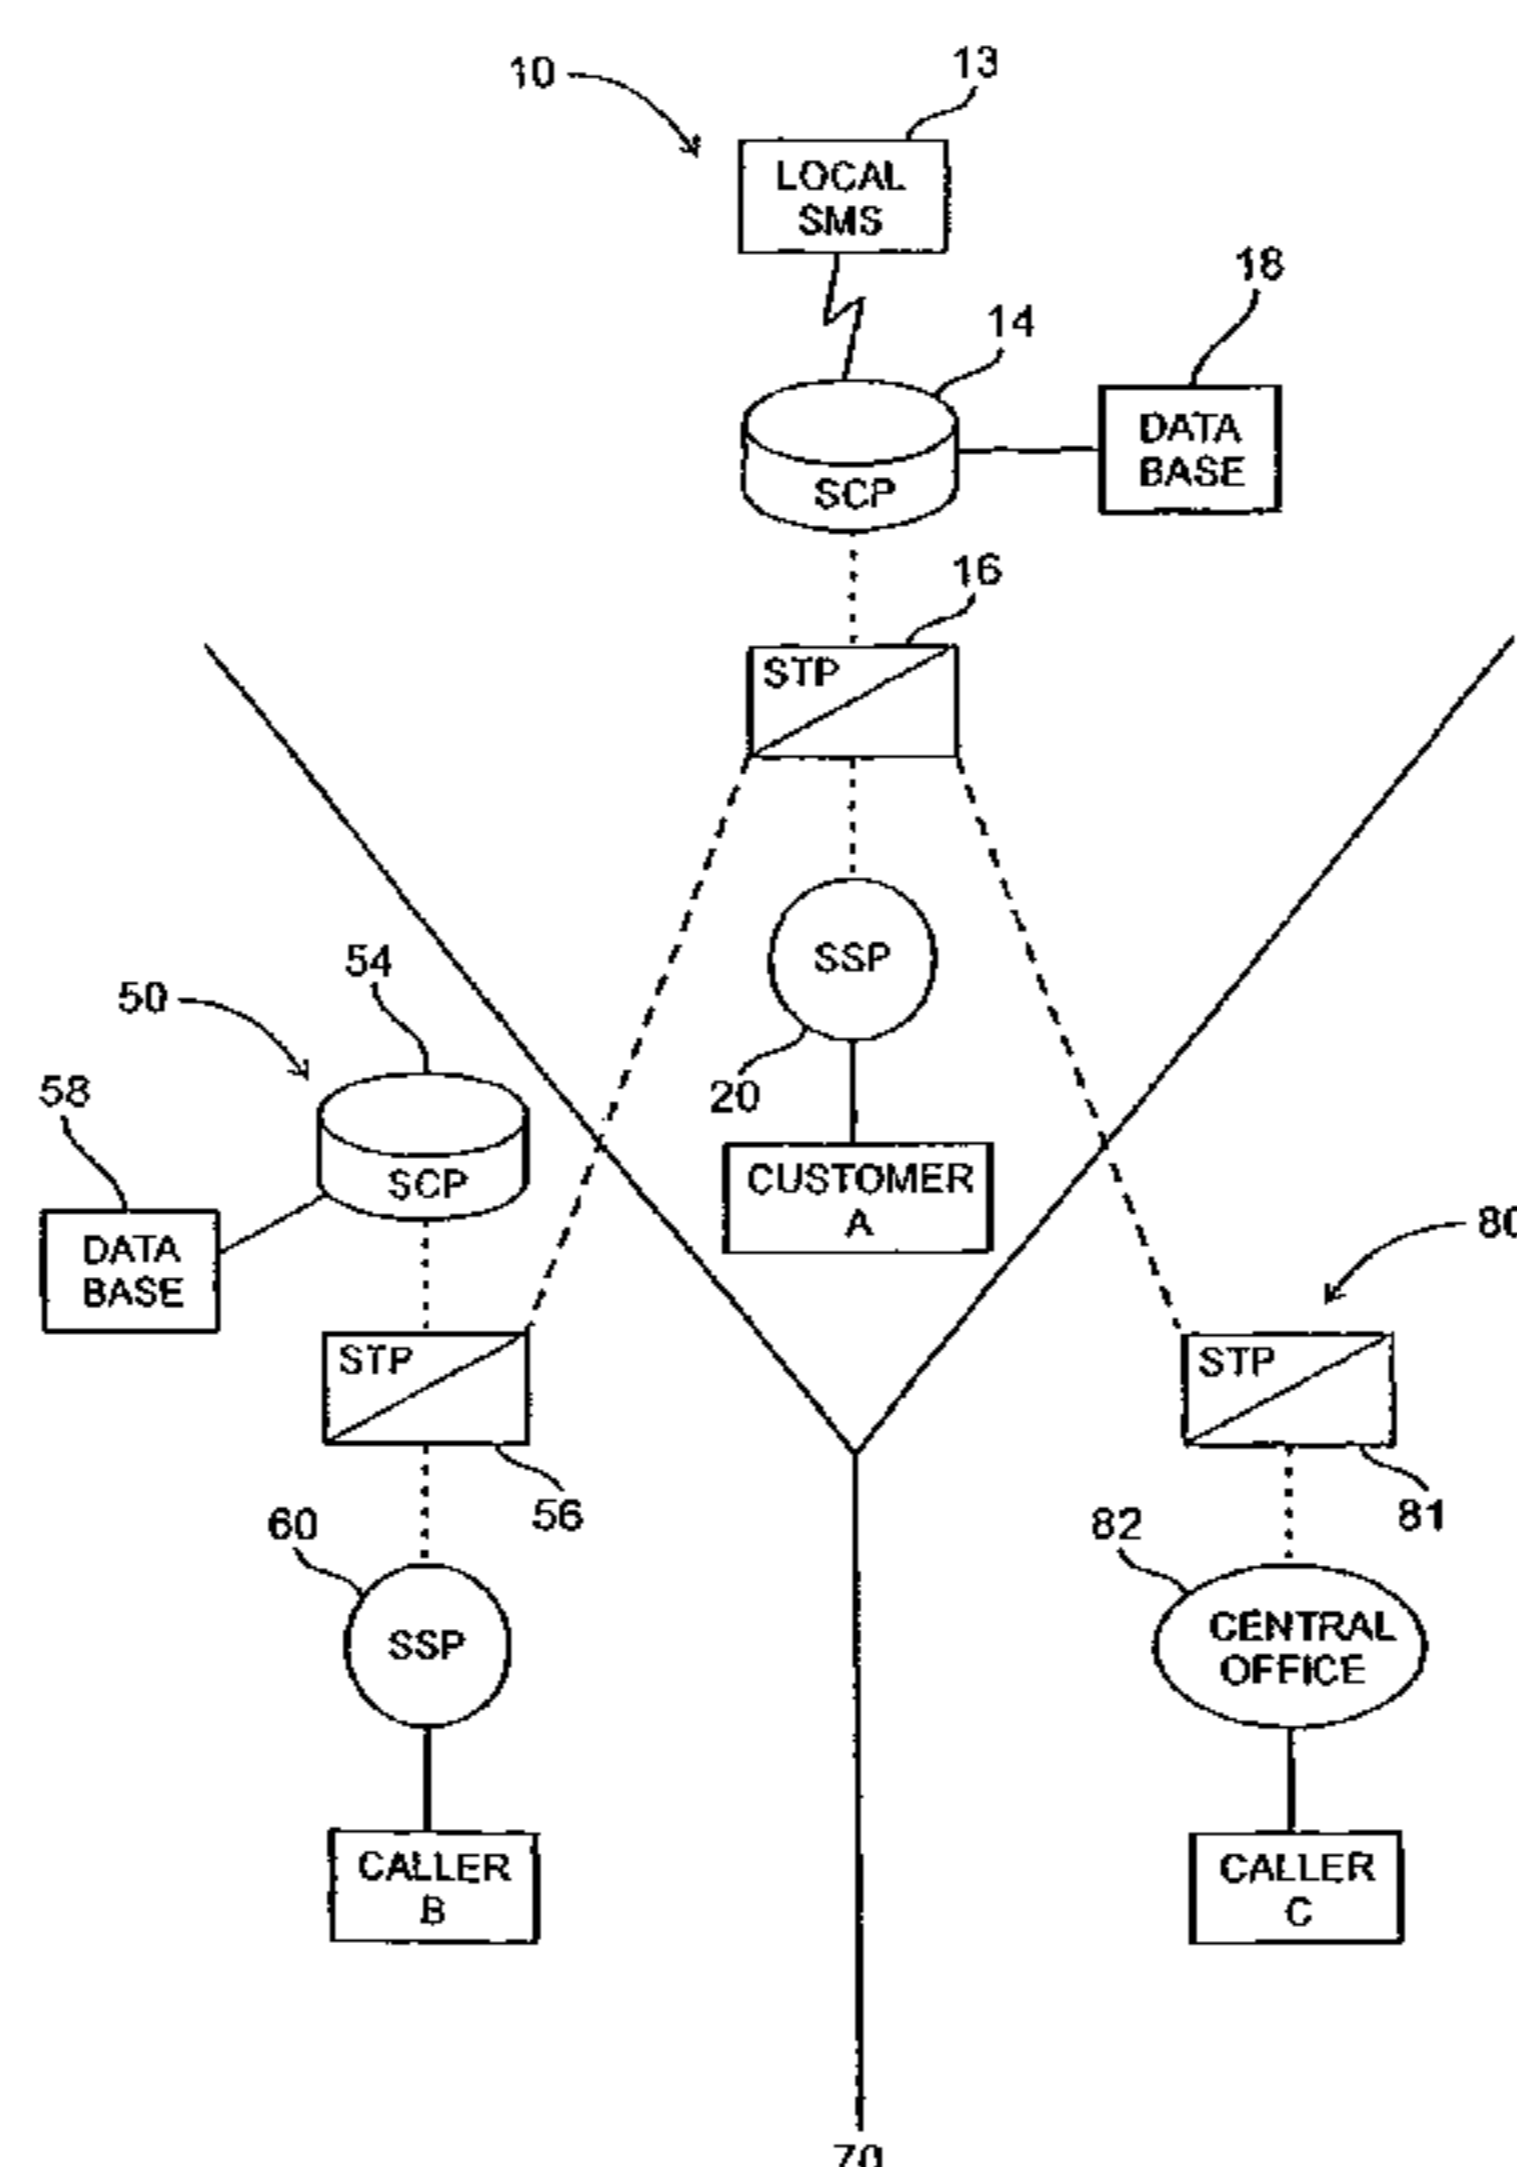 10
13
LOCAL
SMS
18
14
DATA
BASE
SCP
16
STP
54
50
SSP
58
20
SCP
CUSTOMER
A
80
DATA
BASE
STP
STP
60
56
82
81
SSP
CENTRAL
OFFICE
CALLER
B
CALLER
C
70